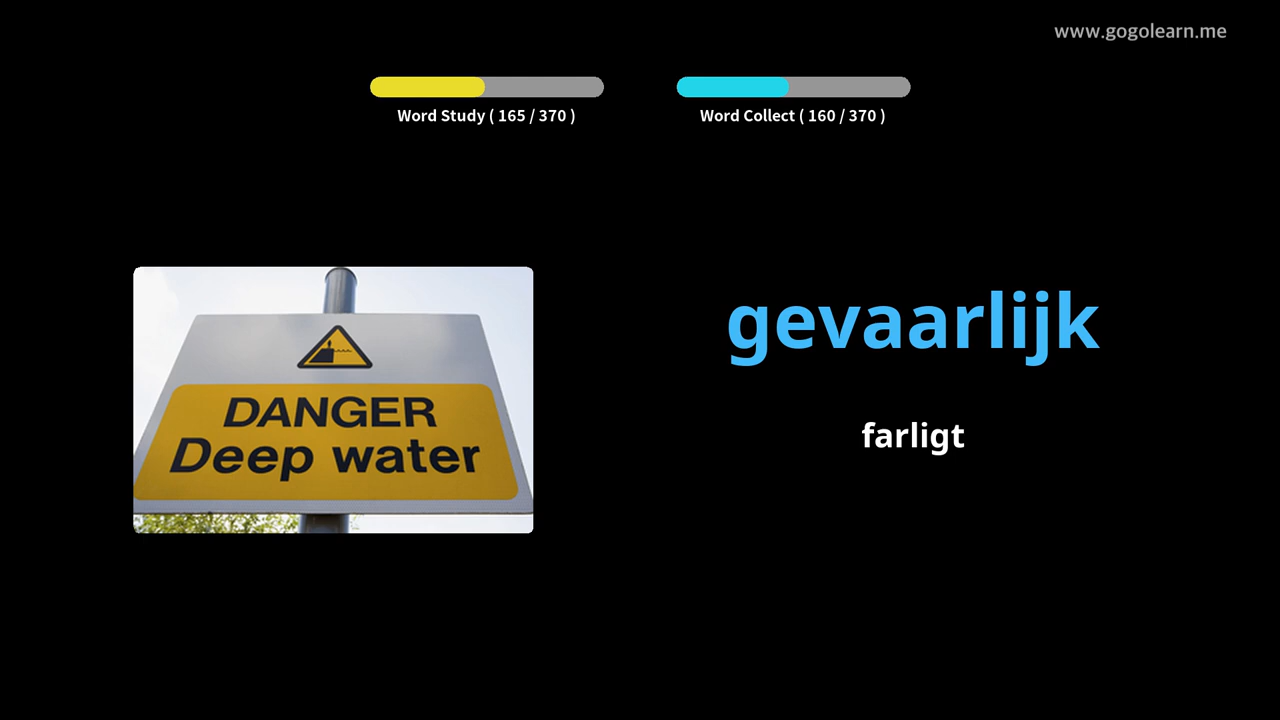 www.gogolearn.me
Word Study ( 165 / 370 )
Word Collect ( 160 / 370 )
DANGER
Deep water
gevaarlijk
farligt